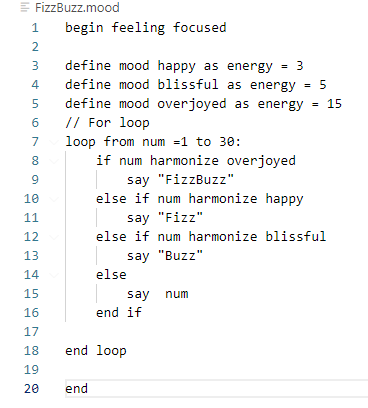 FizzBuzz.mood
1 begin feeling focused
2
3 define mood happy as energy = 3
4 define mood blissful as energy = 5
5 define mood overjoyed as energy = 15
6 // For loop
7 loop from num =1 to 30:
8     if num harmonize overjoyed
9         say "FizzBuzz"
10     else if num harmonize happy
11         say "Fizz"
12     else if num harmonize blissful
13         say "Buzz"
14     else
15         say  num
16     end if
17
18 end loop
19
20 end